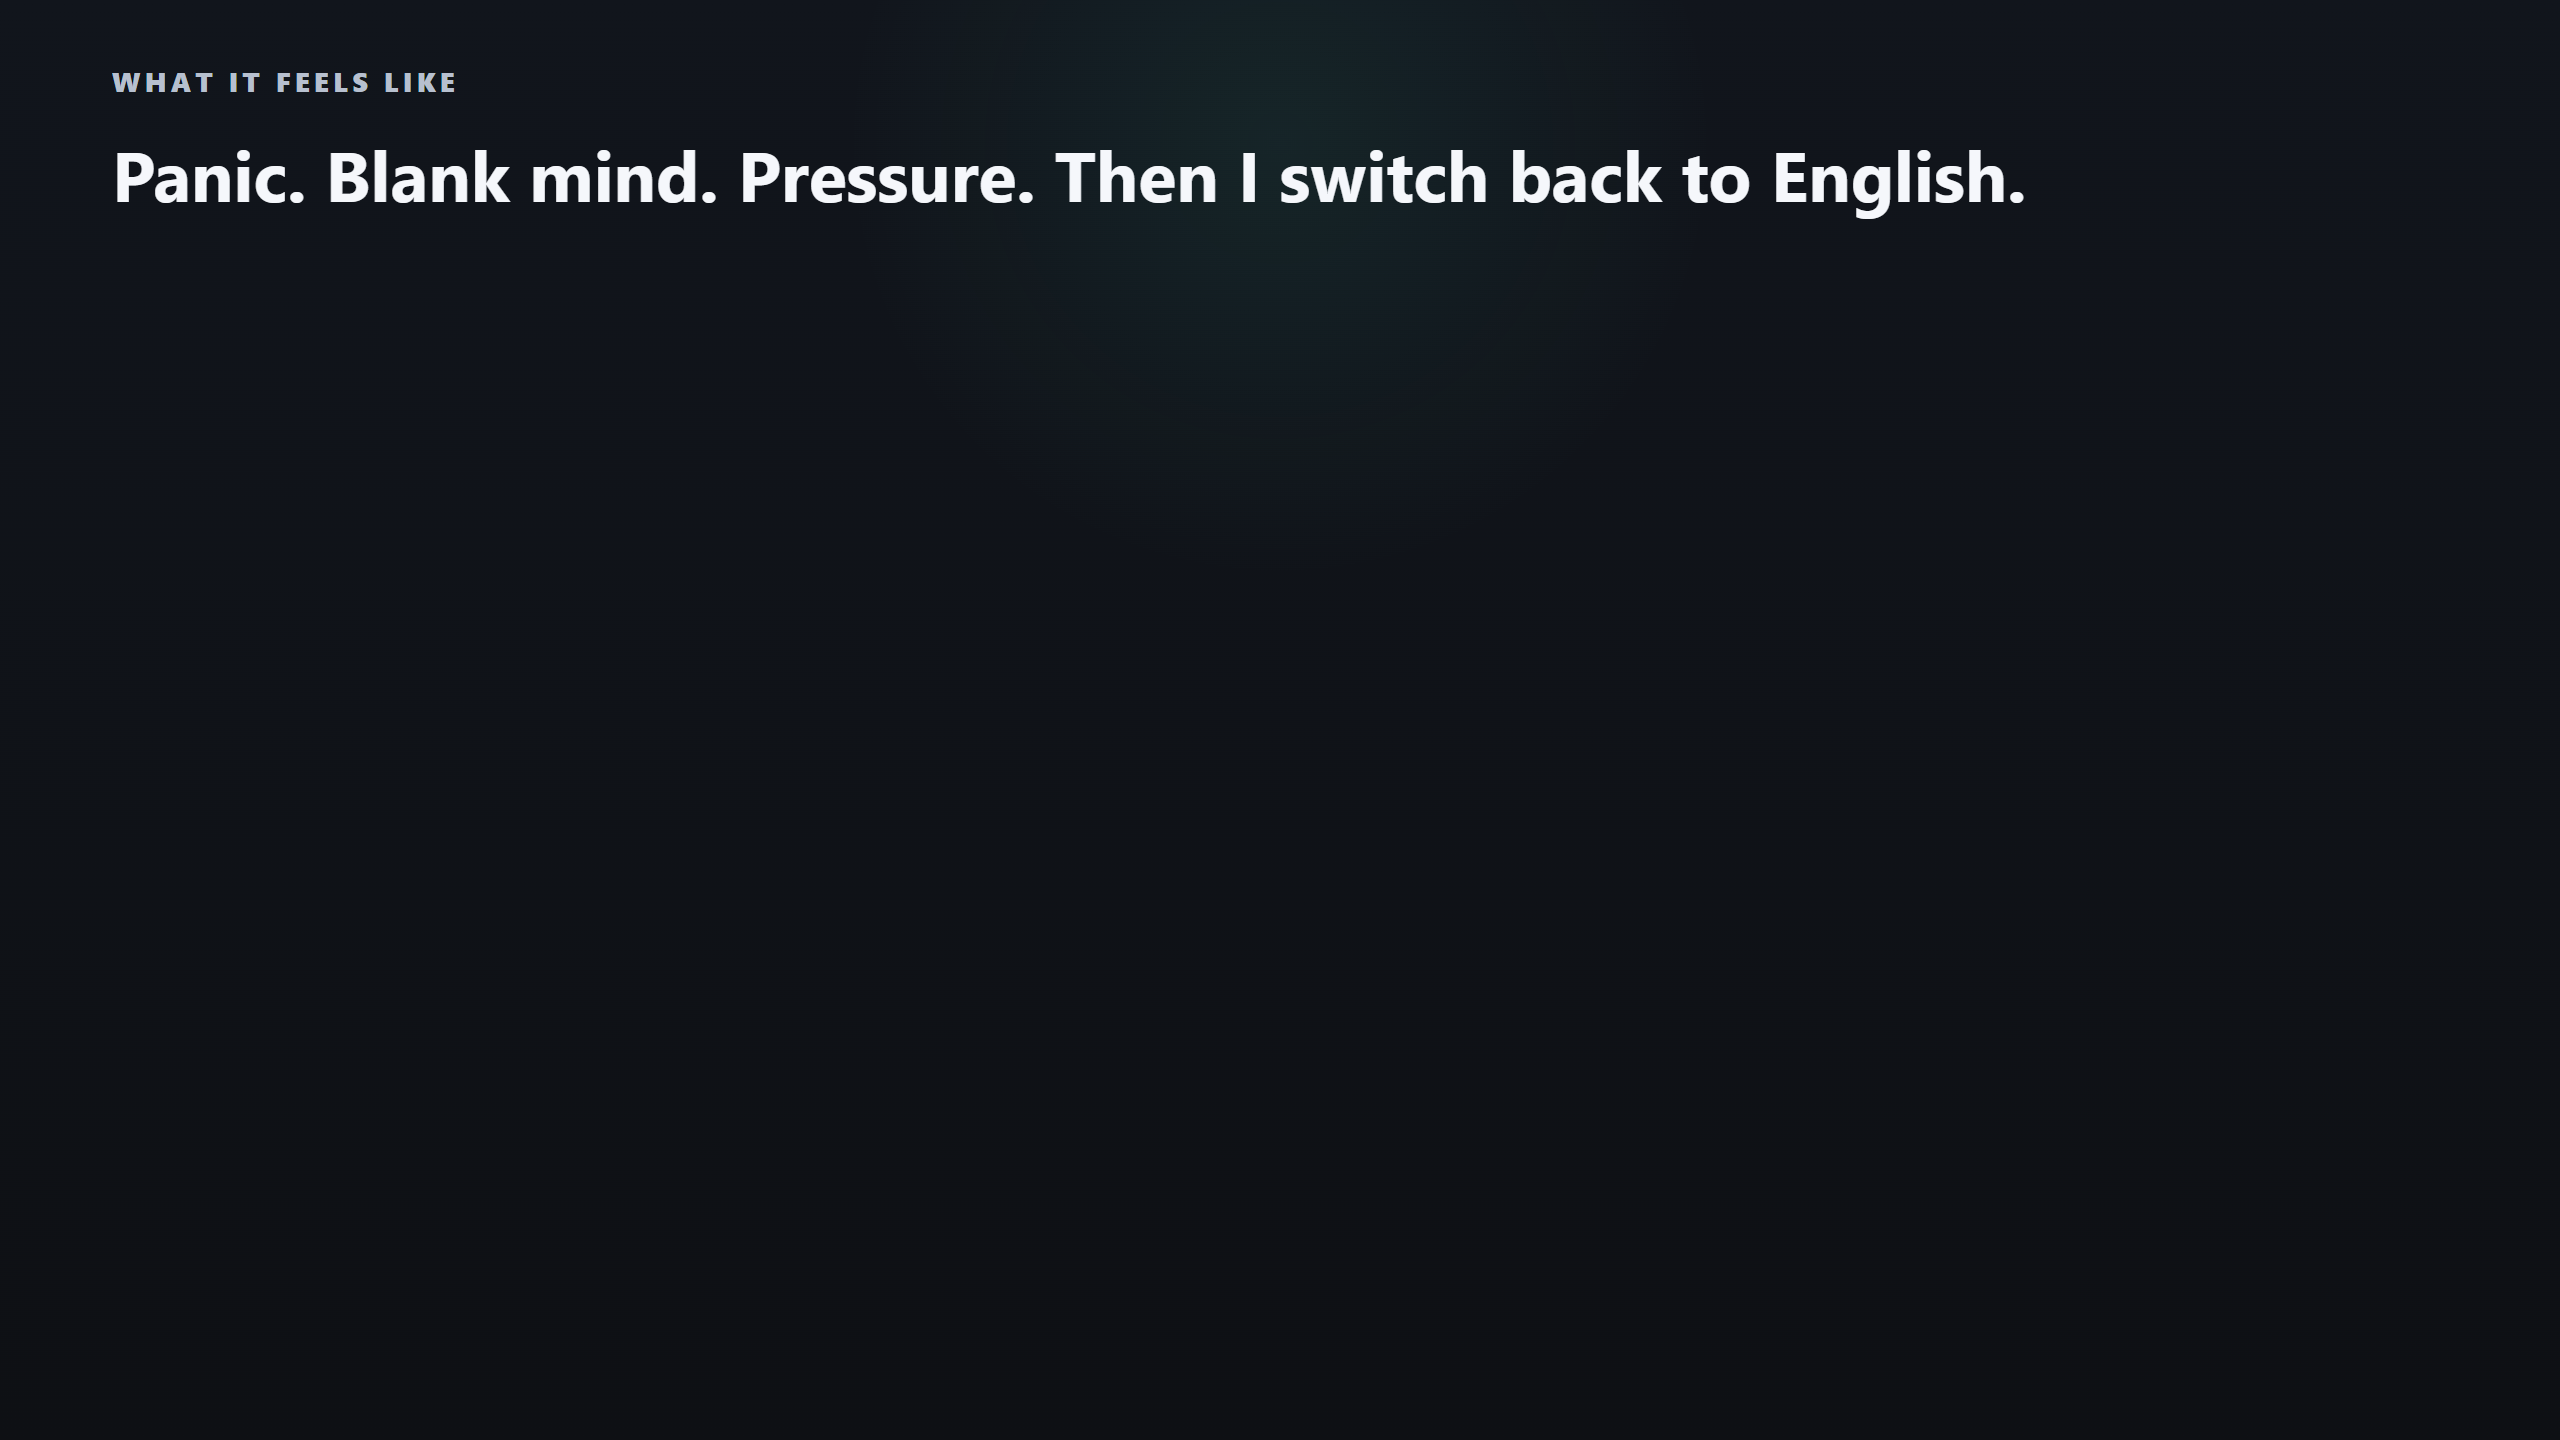 WHAT IT FEELS LIKE
Panic. Blank mind. Pressure. Then I switch back to English.